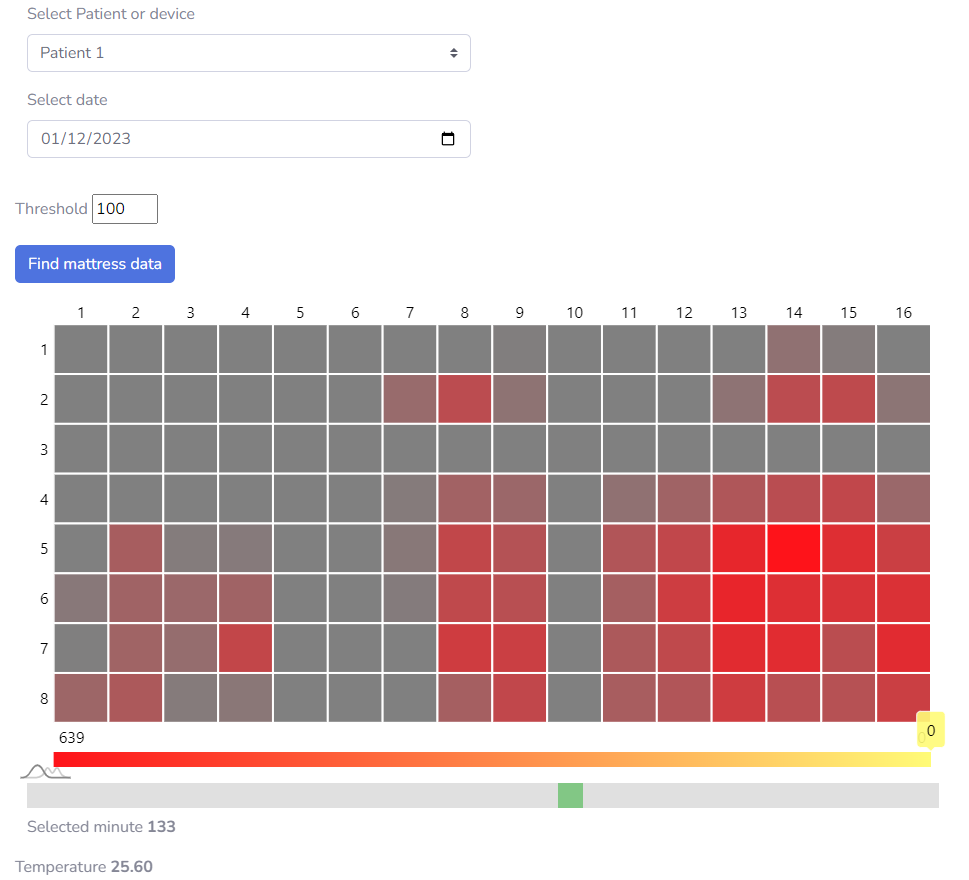 Select Patient or device
Patient 1
Select date
01/12/2023
Threshold 100
Find mattress data
1 2 3 4 5 6 7 8 9 10 11 12 13 14 15 16
1
2
3
4
5
6
7
8
639 0
0
Selected minute 133
Temperature 25.60